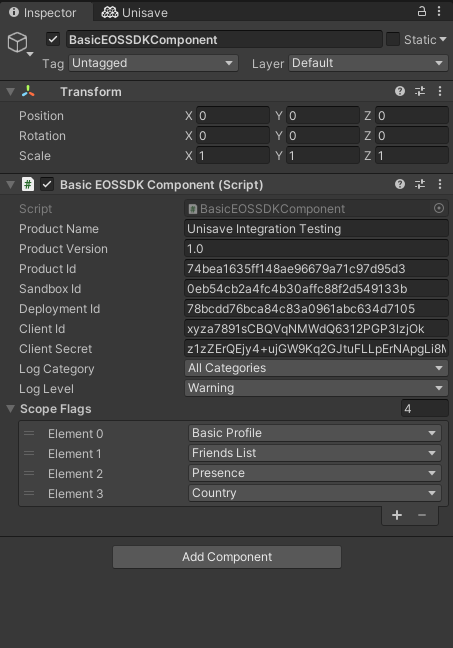 Inspector Unisave
BasicEOSSDKComponent Static
Tag Untagged Layer Default
Transform
Position X 0 Y 0 Z 0
Rotation X 0 Y 0 Z 0
Scale X 1 Y 1 Z 1
# Basic EOSSDK Component (Script)
Script # BasicEOSSDKComponent
Product Name Unisave Integration Testing
Product Version 1.0
Product Id 74bea1635ff148ae96679a71c97d95d3
Sandbox Id 0eb54cb2a4fc4b30affc88f2d549133b
Deployment Id 78bcdd76bca84c83a0961abc634d7105
Client Id xyza7891sCBQVqNMWdQ6312PGP3IzjOk
Client Secret z1zZErQEjy4+ujGW9Kq2GJtuFLLpErNApgLi8M
Log Category All Categories
Log Level Warning
Scope Flags 4
Element 0 Basic Profile
Element 1 Friends List
Element 2 Presence
Element 3 Country
+ −
Add Component